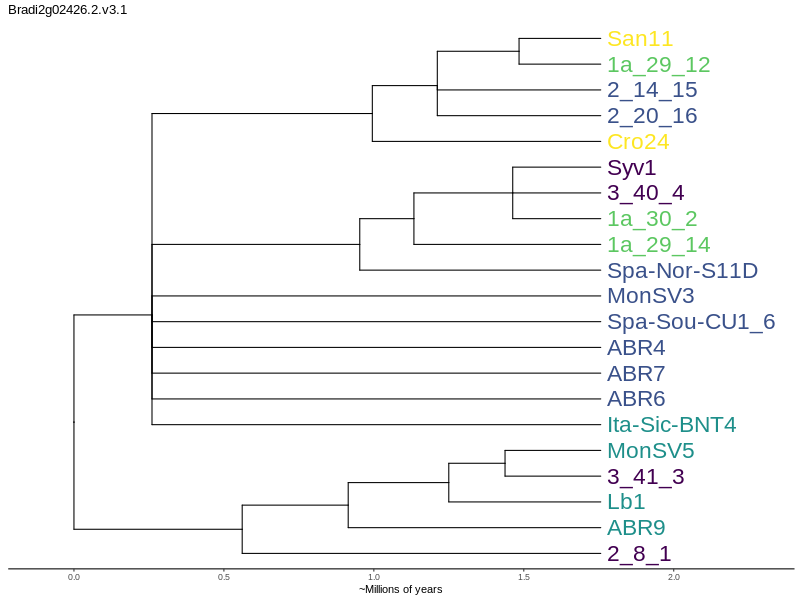 Bradi2g02426.2.v3.1
San11
1a_29_12
2_14_15
2_20_16
Cro24
Syv1
3_40_4
1a_30_2
1a_29_14
Spa-Nor-S11D
MonSV3
Spa-Sou-CU1_6
ABR4
ABR7
ABR6
Ita-Sic-BNT4
MonSV5
3_41_3
Lb1
ABR9
2_8_1
0.0 0.5 1.0 1.5 2.0
~Millions of years